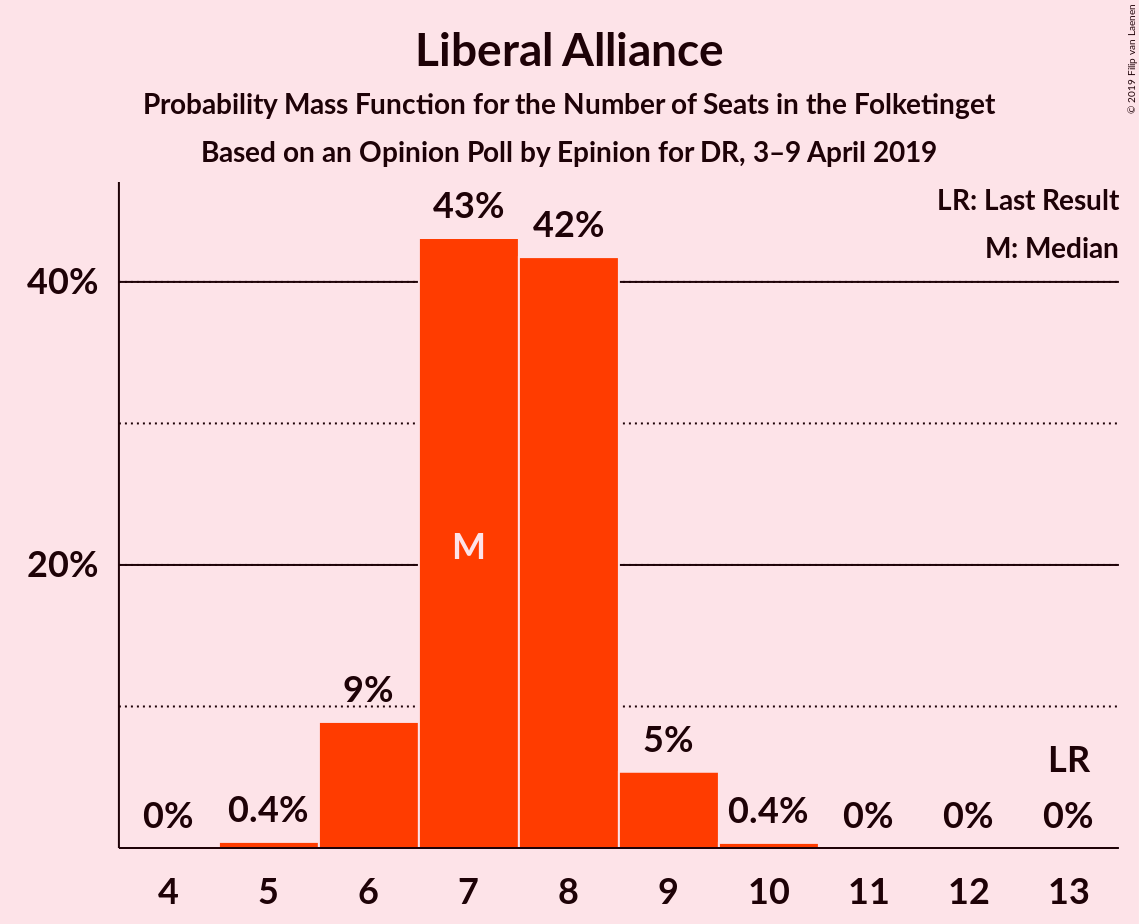 Liberal Alliance
Probability Mass Function for the Number of Seats in the Folketinget
Based on an Opinion Poll by Epinion for DR, 3–9 April 2019
© 2019 Filip van Laenen
LR: Last Result
M: Median
43%
42%
40%
M
20%
9%
5%
LR
0%
0.4%
0.4%
0%
0%
0%
4
5
6
7
8
9
10
11
12
13